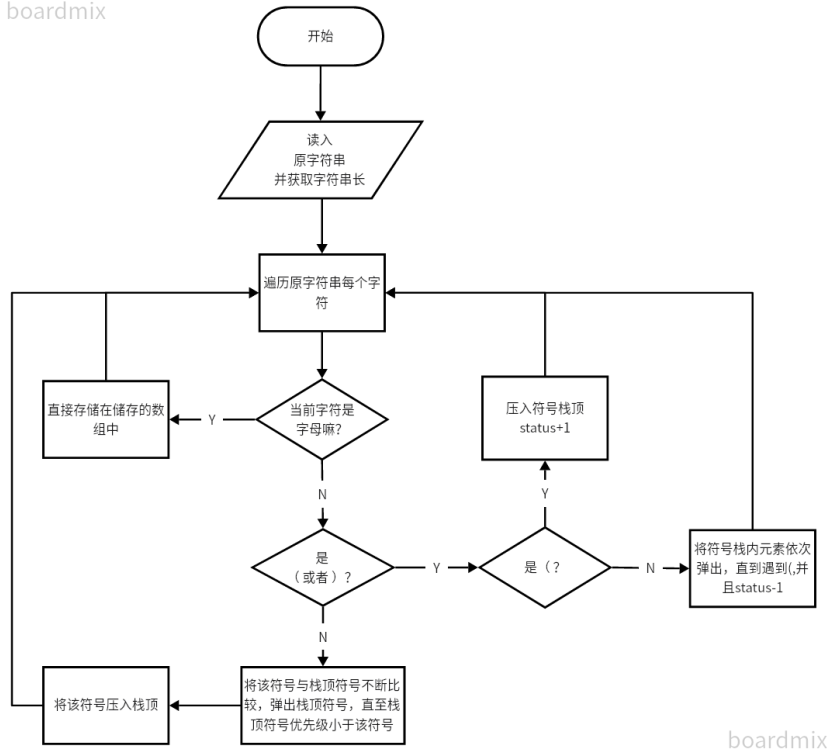 boardmix
开始
读入
原字符串
并获取字符串长
遍历原字符串每个字
符
当前字符是
字母嘛?
Y
直接存储在储存的数
组中
N
是
（或者）?
Y
是（?
Y
压入符号栈顶
status+1
N
将符号栈内元素依次
弹出，直到遇到(,并
且status-1
N
将该符号与栈顶符号不断比
较，弹出栈顶符号，直至栈
顶符号优先级小于该符号
将该符号压入栈顶
boardmix